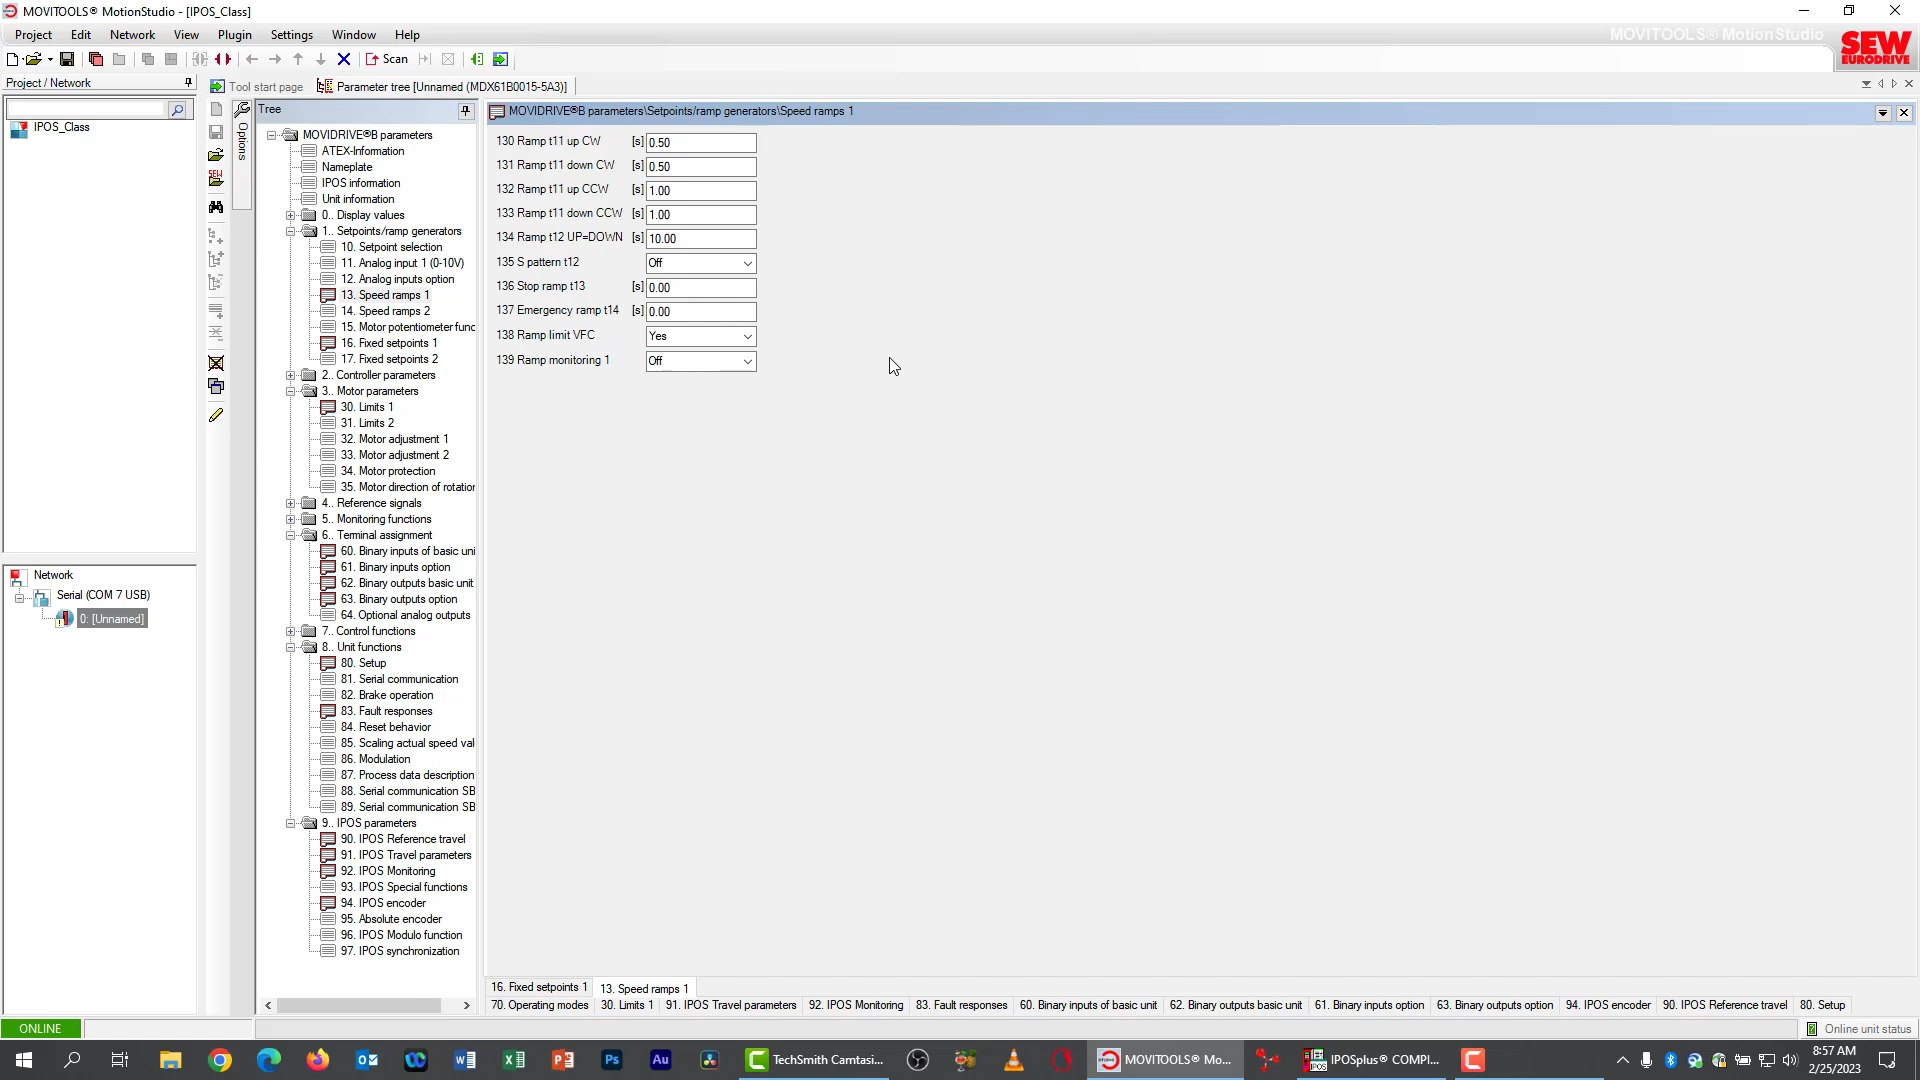 MOVITOOLS® MotionStudio - [IPOS_Class]
Project Edit Network View Plugin Settings Window Help
MOVITOOLS® MotionStudio
SEW
EURODRIVE
Scan
Project / Network
Tool start page
Parameter tree [Unnamed (MDX61B0015-5A3)]
IPOS_Class
Options
Tree
MOVIDRIVE®B parameters
ATEX-Information
Nameplate
IPOS information
Unit information
0.. Display values
1.. Setpoints/ramp generators
10. Setpoint selection
11. Analog input 1 (0-10V)
12. Analog inputs option
13. Speed ramps 1
14. Speed ramps 2
15. Motor potentiometer func
16. Fixed setpoints 1
17. Fixed setpoints 2
2.. Controller parameters
3.. Motor parameters
30. Limits 1
31. Limits 2
32. Motor adjustment 1
33. Motor adjustment 2
34. Motor protection
35. Motor direction of rotation
4.. Reference signals
5.. Monitoring functions
6.. Terminal assignment
60. Binary inputs of basic uni
61. Binary inputs option
62. Binary outputs basic unit
63. Binary outputs option
64. Optional analog outputs
7.. Control functions
8.. Unit functions
80. Setup
81. Serial communication
82. Brake operation
83. Fault responses
84. Reset behavior
85. Scaling actual speed val
86. Modulation
87. Process data description
88. Serial communication SB
89. Serial communication SB
9.. IPOS parameters
90. IPOS Reference travel
91. IPOS Travel parameters
92. IPOS Monitoring
93. IPOS Special functions
94. IPOS encoder
95. Absolute encoder
96. IPOS Modulo function
97. IPOS synchronization
MOVIDRIVE®B parameters\Setpoints/ramp generators\Speed ramps 1
130 Ramp t11 up CW [s] 0.50
131 Ramp t11 down CW [s] 0.50
132 Ramp t11 up CCW [s] 1.00
133 Ramp t11 down CCW [s] 1.00
134 Ramp t12 UP=DOWN [s] 10.00
135 S pattern t12 Off
136 Stop ramp t13 [s] 0.00
137 Emergency ramp t14 [s] 0.00
138 Ramp limit VFC Yes
139 Ramp monitoring 1 Off
Network
Serial (COM 7 USB)
0: [Unnamed]
16. Fixed setpoints 1 13. Speed ramps 1
70. Operating modes 30. Limits 1 91. IPOS Travel parameters 92. IPOS Monitoring 83. Fault responses 60. Binary inputs of basic unit 62. Binary outputs basic unit 61. Binary inputs option 63. Binary outputs option 94. IPOS encoder 90. IPOS Reference travel 80. Setup
ONLINE
Online unit status
TechSmith Camtasi...
MOVITOOLS® Mo...
IPOSplus® COMPI...
8:57 AM
2/25/2023